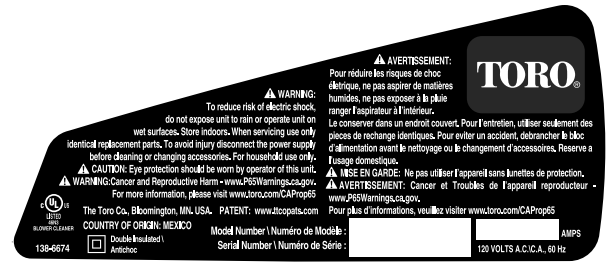 ⚠ WARNING:
To reduce risk of electric shock,
do not expose unit to rain or operate unit on
wet surfaces. Store indoors. When servicing use only
identical replacement parts. To avoid injury disconnect the power supply
before cleaning or changing accessories. For household use only.
⚠ CAUTION: Eye protection should be worn by operator of this unit.
⚠ WARNING:Cancer and Reproductive Harm - www.P65Warnings.ca.gov.
For more information, please visit www.toro.com/CAProp65
⚠ AVERTISSEMENT:
Pour réduire les risques de choc
életrique, ne pas aspirer de matières
humides, ne pas exposer à la pluie
ranger l'aspirateur à l'intérieur.
Le conserver dans un endroit couvert. Pour l'entretien, utiliser seulement des
pieces de rechange identiques. Pour eviter un accident, debrancher le bloc
d'alimentation avant le nettoyage ou le changement d'accessoires. Reserve a
l'usage domestique.
⚠ MISE EN GARDE: Ne pas utiliser l'appareil sans lunettes de protection.
⚠ AVERTISSEMENT: Cancer et Troubles de l'appareil reproducteur -
www.P65Warnings.ca.gov.
Pour plus d'informations, veuillez visiter www.toro.com/CAProp65
TORO®
C UL US
LISTED
46N3
BLOWER CLEANER
138-6674
The Toro Co., Bloomington, MN. USA. PATENT: www.ttcopats.com
COUNTRY OF ORIGIN: MEXICO
Double Insulated \
Antichoc
Model Number \ Numéro de Modèle :
Serial Number \ Numéro de Série :
AMPS
120 VOLTS A.C.\C.A., 60 Hz